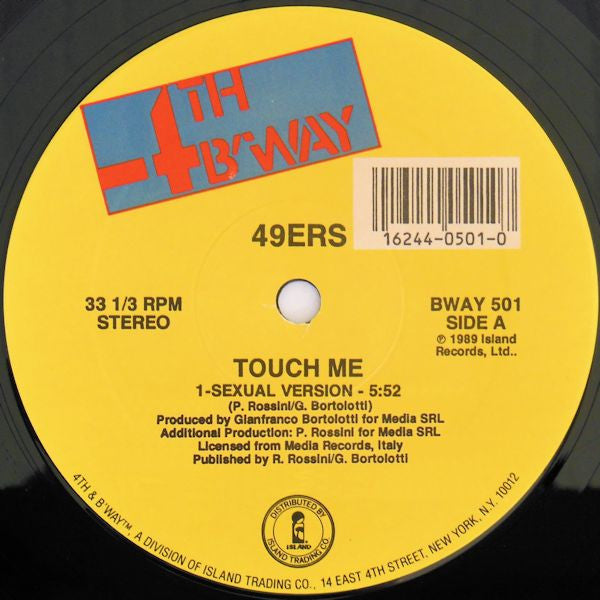 4TH
B'WAY
16244-0501-0
49ERS
33 1/3 RPM
STEREO
BWAY 501
SIDE A
℗ 1989 Island
Records, Ltd..
TOUCH ME
1-SEXUAL VERSION - 5:52
(P. Rossini/G. Bortolotti)
Produced by Gianfranco Bortolotti for Media SRL
Additional Production: P. Rossini for Media SRL
Licensed from Media Records, Italy
Published by R. Rossini/G. Bortolotti
DISTRIBUTED BY
ISLAND
ISLAND TRADING CO.
4TH & B'WAY™, A DIVISION OF ISLAND TRADING CO., 14 EAST 4TH STREET, NEW YORK, N.Y. 10012